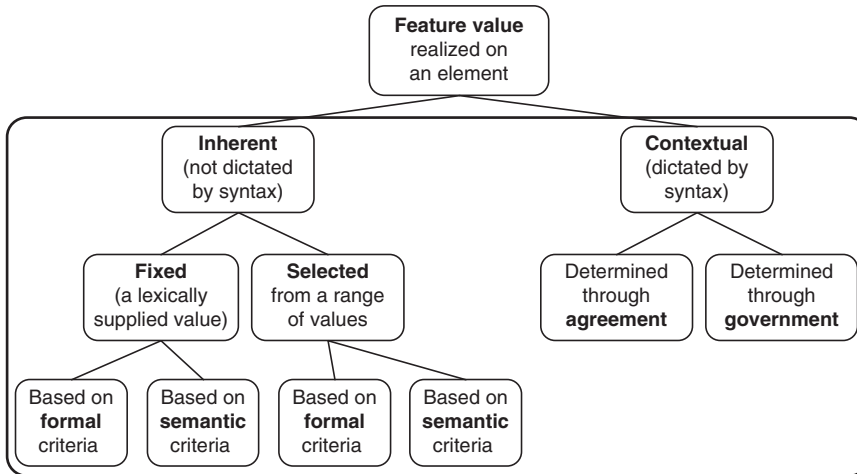 Feature value
realized on
an element
Inherent
(not dictated
by syntax)
Contextual
(dictated by
syntax)
Fixed
(a lexically
supplied value)
Selected
from a range
of values
Determined
through
agreement
Determined
through
government
Based on
formal
criteria
Based on
semantic
criteria
Based on
formal
criteria
Based on
semantic
criteria